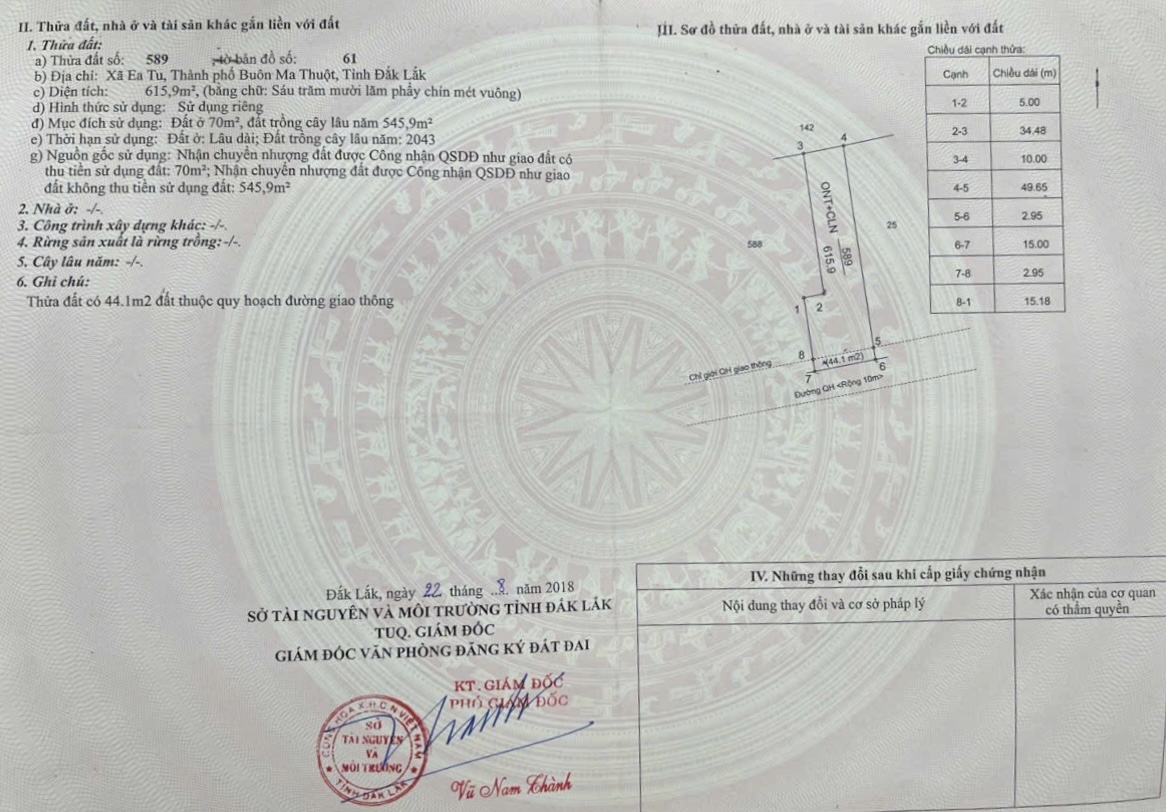 II. Thửa đất, nhà ở và tài sản khác gắn liền với đất
1. Thửa đất:
a) Thửa đất số: 589 tờ bản đồ số: 61
b) Địa chỉ: Xã Ea Tu, Thành phố Buôn Ma Thuột, Tỉnh Đắk Lắk
c) Diện tích: 615,9m², (bằng chữ: Sáu trăm mười lăm phẩy chín mét vuông)
d) Hình thức sử dụng: Sử dụng riêng
đ) Mục đích sử dụng: Đất ở 70m², đất trồng cây lâu năm 545,9m²
e) Thời hạn sử dụng: Đất ở: Lâu dài; Đất trồng cây lâu năm: 2043
g) Nguồn gốc sử dụng: Nhận chuyển nhượng đất được Công nhận QSDĐ như giao đất có
thu tiền sử dụng đất: 70m²; Nhận chuyển nhượng đất được Công nhận QSDĐ như giao
đất không thu tiền sử dụng đất: 545,9m²
2. Nhà ở: -/-.
3. Công trình xây dựng khác: -/-.
4. Rừng sản xuất là rừng trồng: -/-.
5. Cây lâu năm: -/-.
6. Ghi chú:
Thửa đất có 44.1m2 đất thuộc quy hoạch đường giao thông
III. Sơ đồ thửa đất, nhà ở và tài sản khác gắn liền với đất
Chiều dài cạnh thửa:
Cạnh Chiều dài (m)
1-2 5.00
2-3 34.48
3-4 10.00
4-5 49.65
5-6 2.95
6-7 15.00
7-8 2.95
8-1 15.18
142
3
4
ONT+CLN 589
615.9
25
588
1
2
5
8
(44.1 m2)
6
7
Chỉ giới QH giao thông
Đường QH <Rộng 10m>
Đắk Lắk, ngày 22 tháng ..8. năm 2018
SỞ TÀI NGUYÊN VÀ MÔI TRƯỜNG TỈNH ĐẮK LẮK
TUQ. GIÁM ĐỐC
GIÁM ĐỐC VĂN PHÒNG ĐĂNG KÝ ĐẤT ĐAI
KT. GIÁM ĐỐC
PHÓ GIÁM ĐỐC
CỘNG HÒA X.H.C.N VIỆT NAM
SỞ
TÀI NGUYÊN
VÀ
MÔI TRƯỜNG
TỈNH ĐẮK LẮK
Vũ Nam Thành
IV. Những thay đổi sau khi cấp giấy chứng nhận
Nội dung thay đổi và cơ sở pháp lý
Xác nhận của cơ quan
có thẩm quyền